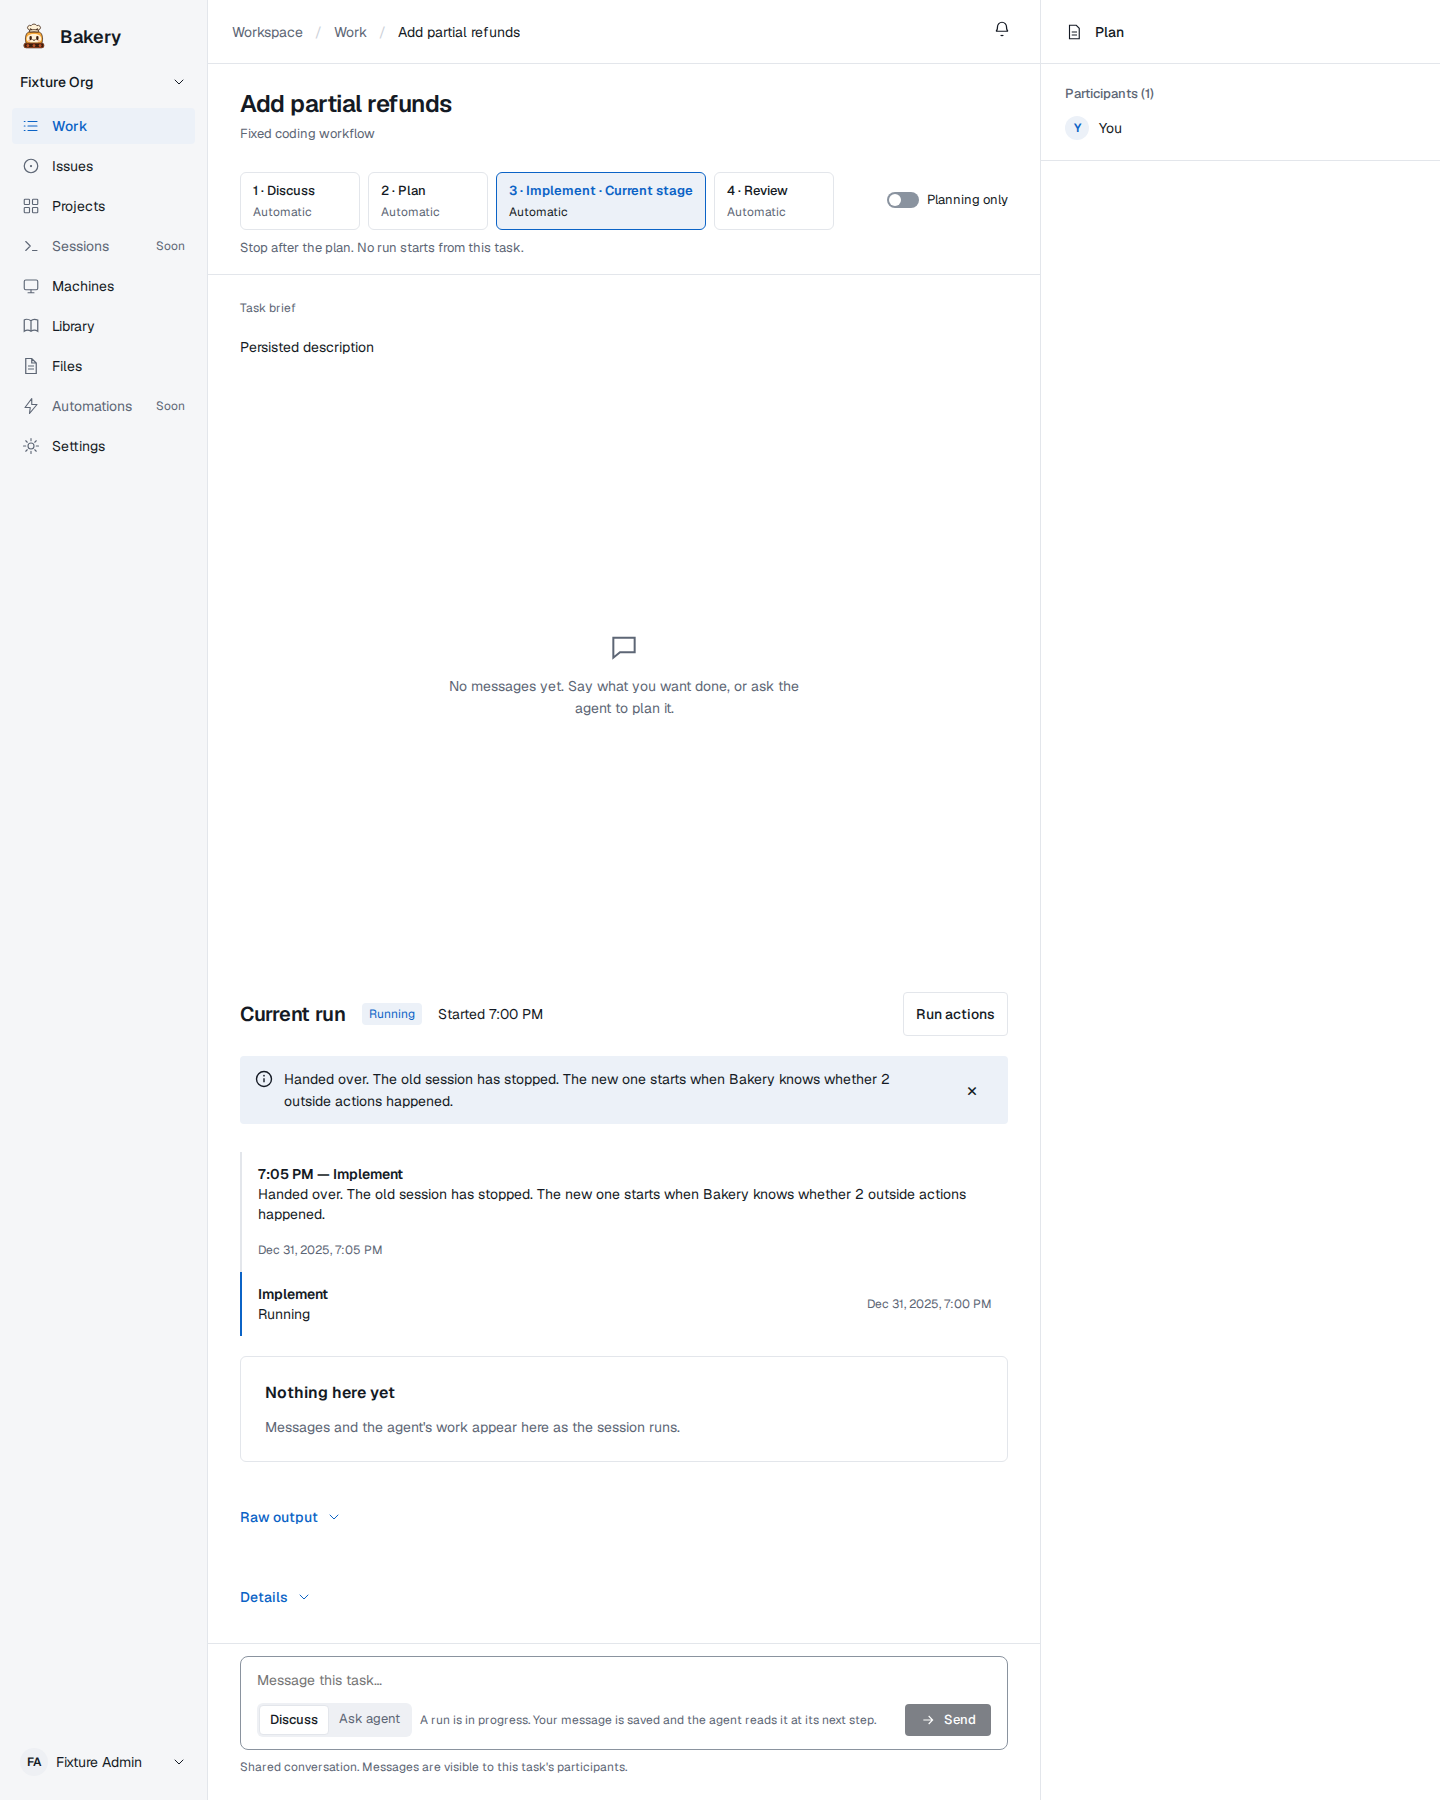 Bakery
Fixture Org
Work
Issues
Projects
Sessions Soon
Machines
Library
Files
Automations Soon
Settings
FA Fixture Admin
Workspace / Work / Add partial refunds
Add partial refunds
Fixed coding workflow
1 · Discuss
Automatic
2 · Plan
Automatic
3 · Implement · Current stage
Automatic
4 · Review
Automatic
Planning only
Stop after the plan. No run starts from this task.
Task brief
Persisted description
No messages yet. Say what you want done, or ask the
agent to plan it.
Current run Running Started 7:00 PM Run actions
Handed over. The old session has stopped. The new one starts when Bakery knows whether 2
outside actions happened.
7:05 PM — Implement
Handed over. The old session has stopped. The new one starts when Bakery knows whether 2 outside actions
happened.
Dec 31, 2025, 7:05 PM
Implement
Running
Dec 31, 2025, 7:00 PM
Nothing here yet
Messages and the agent's work appear here as the session runs.
Raw output
Details
Message this task...
Discuss Ask agent A run is in progress. Your message is saved and the agent reads it at its next step. Send
Shared conversation. Messages are visible to this task's participants.
Plan
Participants (1)
Y You